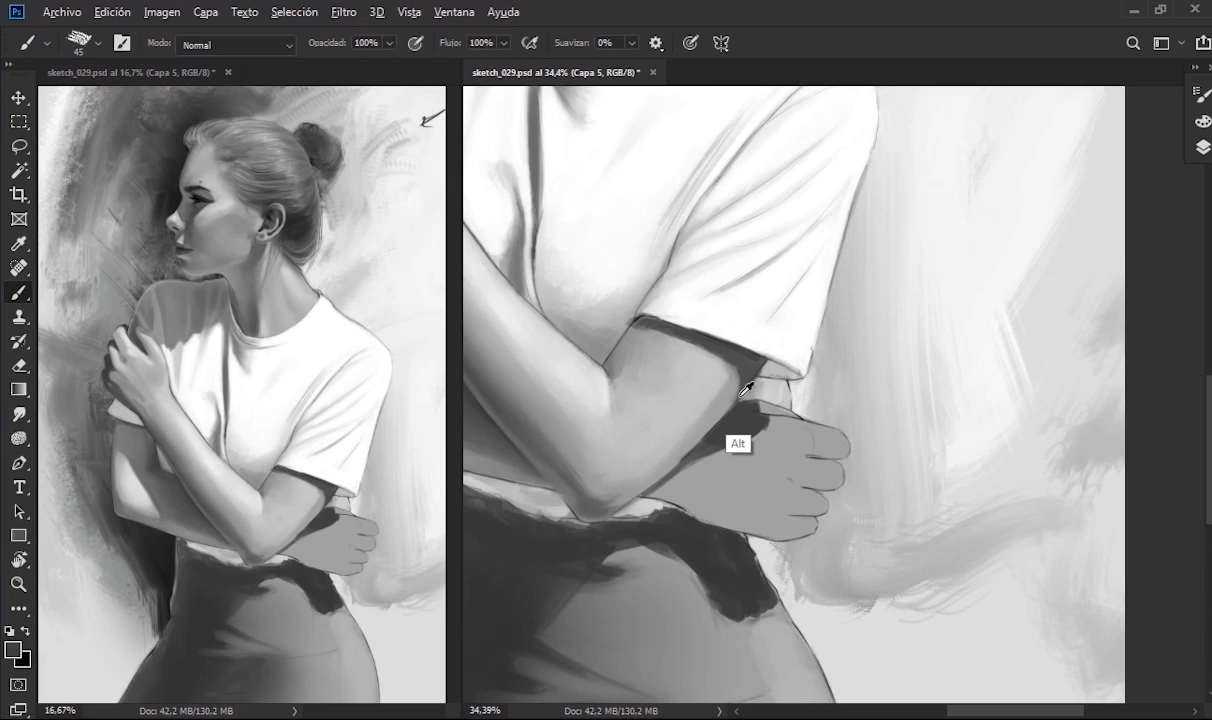 Ps Archivo Edición Imagen Capa Texto Selección Filtro 3D Vista Ventana Ayuda
45 Modo: Normal Opacidad: 100% Flujo: 100% Suavizar: 0%
sketch_029.psd al 16,7% (Capa 5, RGB/8) * × sketch_029.psd al 34,4% (Capa 5, RGB/8) * ×
Alt
T
16,67% Doc: 42,2 MB/130,2 MB 34,39% Doc: 42,2 MB/130,2 MB